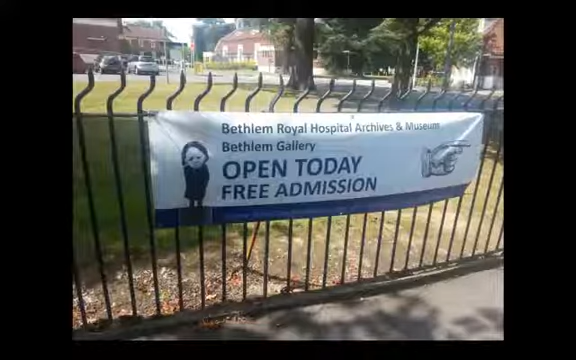 Bethlem Royal Hospital Archives & Museum
Bethlem Gallery
OPEN TODAY
FREE ADMISSION